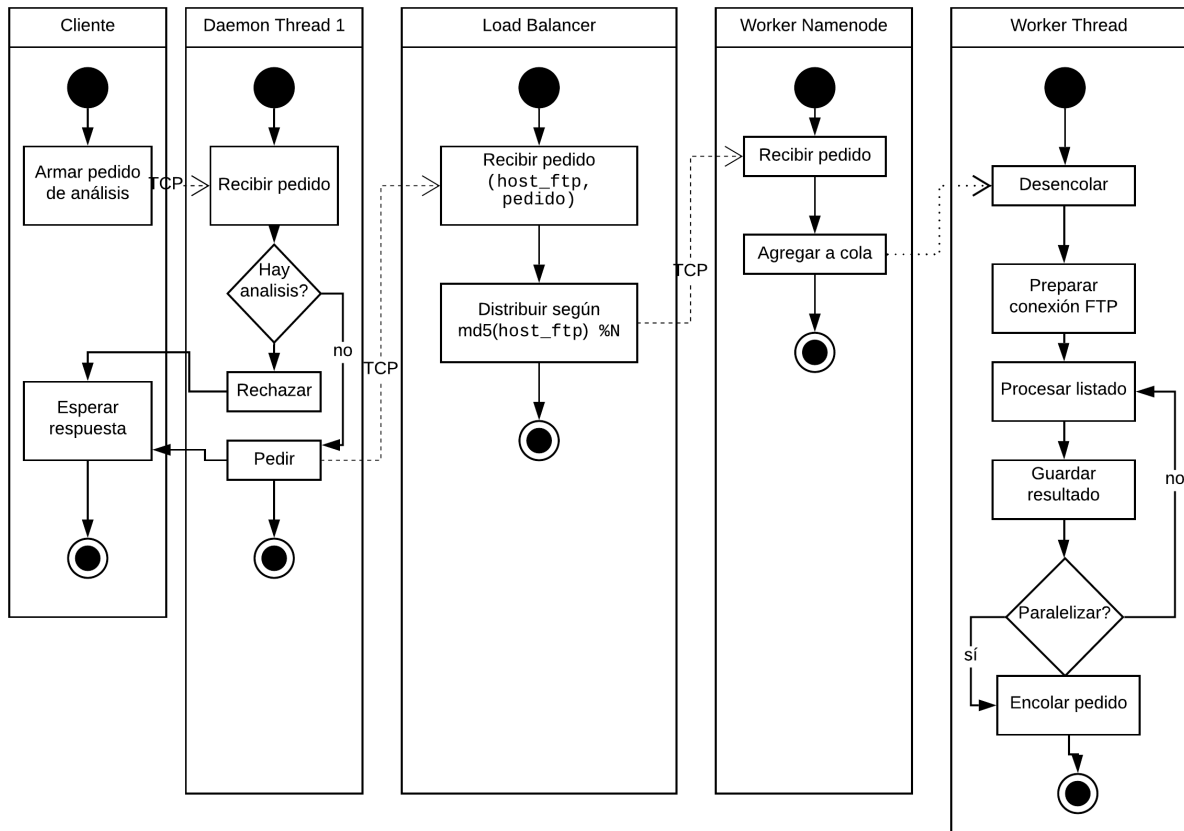 Cliente
Daemon Thread 1
Load Balancer
Worker Namenode
Worker Thread
Armar pedido
de análisis
TCP
Recibir pedido
Hay
analisis?
no
Rechazar
Pedir
Esperar
respuesta
TCP
Recibir pedido
(host_ftp,
pedido)
Distribuir según
md5(host_ftp) %N
TCP
Recibir pedido
Agregar a cola
Desencolar
Preparar
conexión FTP
Procesar listado
Guardar
resultado
no
Paralelizar?
sí
Encolar pedido